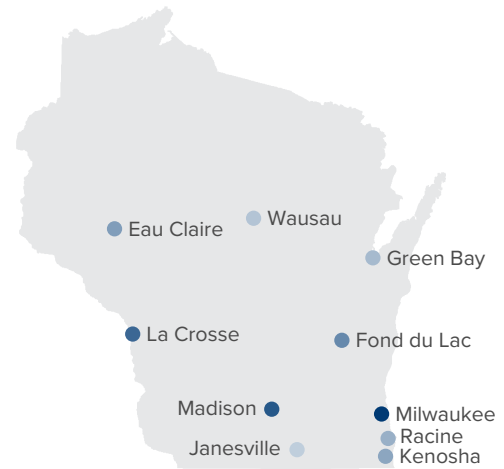 Wausau
Eau Claire
Green Bay
La Crosse
Fond du Lac
Madison
Milwaukee
Racine
Janesville
Kenosha